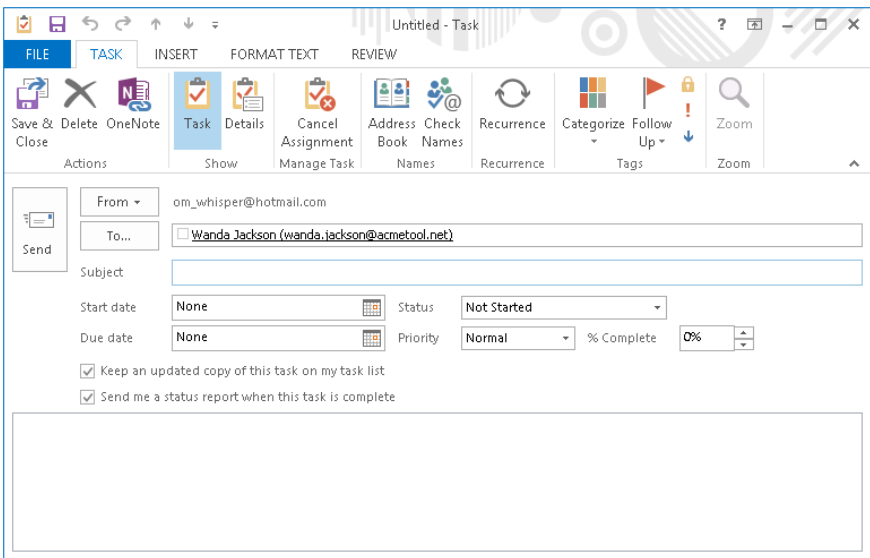 Untitled - Task
?
FILE TASK INSERT FORMAT TEXT REVIEW
Save & Close
Delete
OneNote
Task
Details
Cancel Assignment
Address Book
Check Names
Recurrence
Categorize
Follow Up
Zoom
Actions Show Manage Task Names Recurrence Tags Zoom
From om_whisper@hotmail.com
To... Wanda Jackson (wanda.jackson@acmetool.net)
Send
Subject
Start date None Status Not Started
Due date None Priority Normal % Complete 0%
Keep an updated copy of this task on my task list
Send me a status report when this task is complete